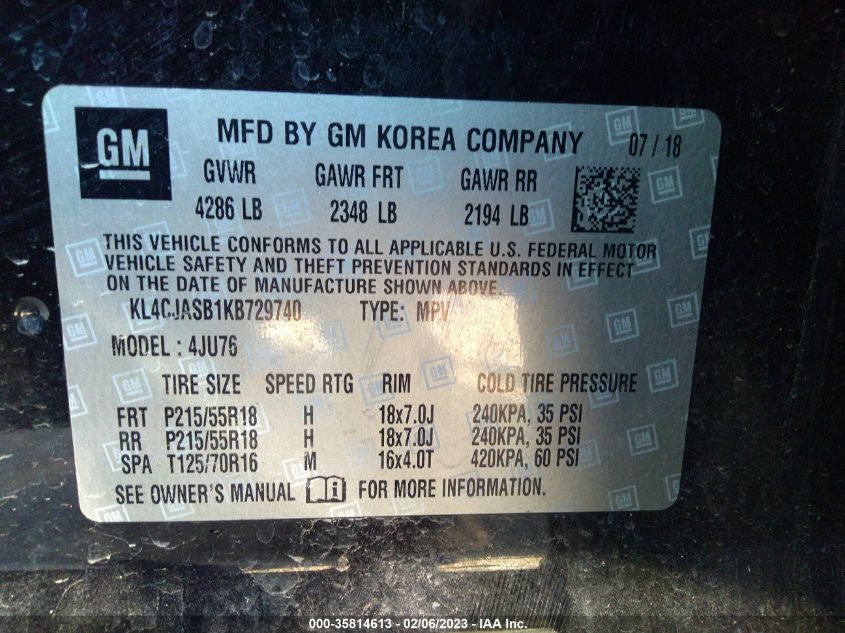 GM MFD BY GM KOREA COMPANY 07 / 18
GVWR GAWR FRT GAWR RR
4286 LB 2348 LB 2194 LB
THIS VEHICLE CONFORMS TO ALL APPLICABLE U.S. FEDERAL MOTOR
VEHICLE SAFETY AND THEFT PREVENTION STANDARDS IN EFFECT
ON THE DATE OF MANUFACTURE SHOWN ABOVE.
KL4CJASB1KB729740 TYPE: MPV
MODEL : 4JU76
TIRE SIZE SPEED RTG RIM COLD TIRE PRESSURE
FRT P215/55R18 H 18x7.0J 240KPA, 35 PSI
RR P215/55R18 H 18x7.0J 240KPA, 35 PSI
SPA T125/70R16 M 16x4.0T 420KPA, 60 PSI
SEE OWNER'S MANUAL i FOR MORE INFORMATION.
000-35814613 - 02/06/2023 - IAA Inc.